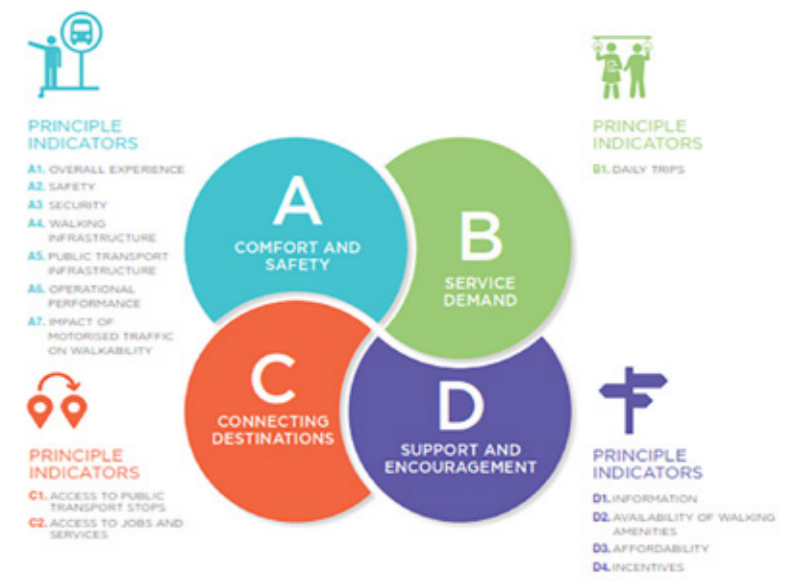 PRINCIPLE
INDICATORS
A1. OVERALL EXPERIENCE
A2. SAFETY
A3 SECURITY
A4. WALKING
INFRASTRUCTURE
A5. PUBLIC TRANSPORT
INFRASTRUCTURE
A6. OPERATIONAL
PERFORMANCE
A7. IMPACT OF
MOTORISED TRAFFIC
ON WALKABILITY
PRINCIPLE
INDICATORS
B1. DAILY TRIPS
A
COMFORT AND
SAFETY
B
SERVICE
DEMAND
C
CONNECTING
DESTINATIONS
D
SUPPORT AND
ENCOURAGEMENT
PRINCIPLE
INDICATORS
C1. ACCESS TO PUBLIC
TRANSPORT STOPS
C2. ACCESS TO JOBS AND
SERVICES
PRINCIPLE
INDICATORS
D1. INFORMATION
D2. AVAILABILITY OF WALKING
AMENITIES
D3. AFFORDABILITY
D4. INCENTIVES